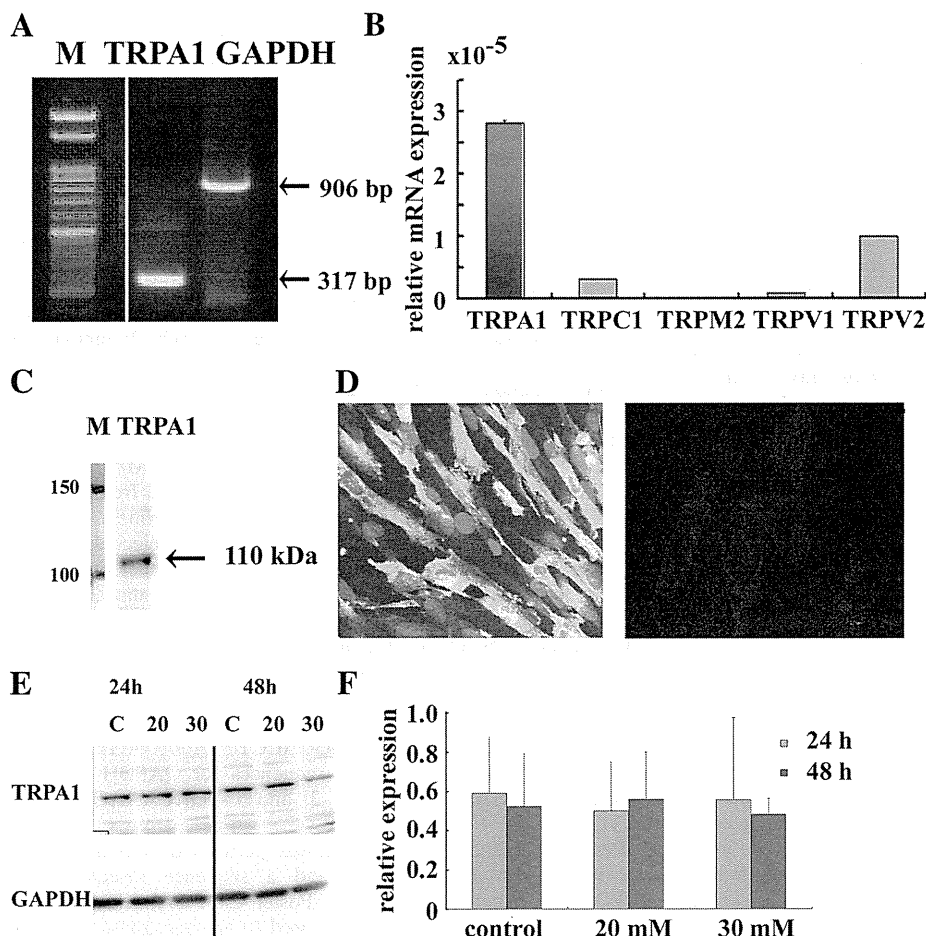 A
M TRPA1 GAPDH
906 bp
317 bp
B
x10-5
relative mRNA expression
3
2
1
0
TRPA1 TRPC1 TRPM2 TRPV1 TRPV2
C
M TRPA1
150
100
110 kDa
D
E
24h 48h
C 20 30 C 20 30
TRPA1
GAPDH
F
relative expression
1.0
0.8
0.6
0.4
0.2
0
24 h
48 h
control 20 mM 30 mM